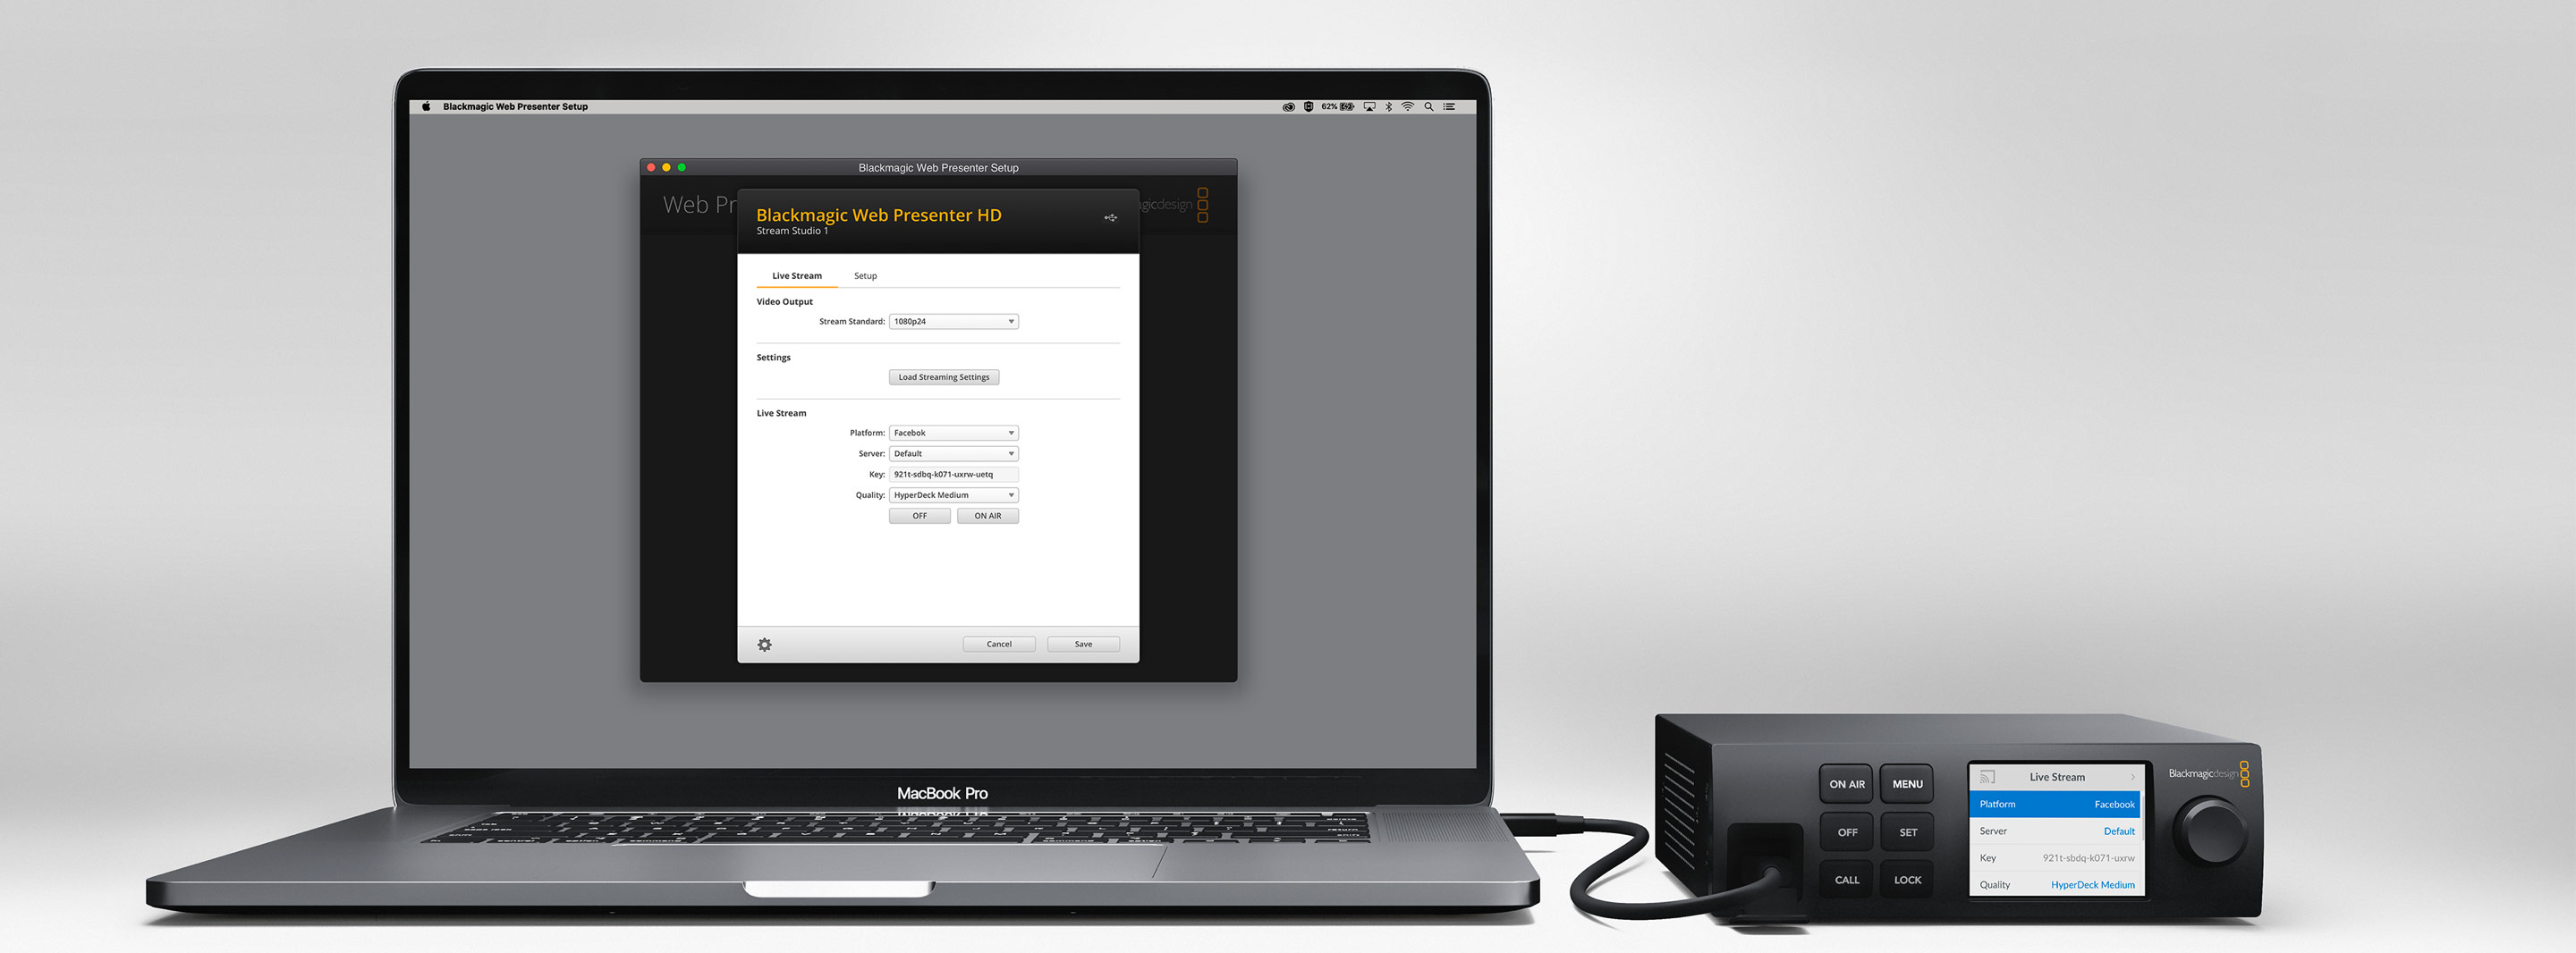 Blackmagic Web Presenter Setup
62%
Blackmagic Web Presenter Setup
Web Pr
agicdesign
Blackmagic Web Presenter HD
Stream Studio 1
Live Stream Setup
Video Output
Stream Standard: 1080p24
Settings
Load Streaming Settings
Live Stream
Platform: Facebok
Server: Default
Key: 921t-sdbq-k071-uxrw-uetq
Quality: HyperDeck Medium
OFF ON AIR
Cancel Save
MacBook Pro
ON AIR MENU
OFF SET
CALL LOCK
Live Stream
Platform Facebook
Server Default
Key 921t-sbdq-k071-uxrw
Quality HyperDeck Medium
Blackmagicdesign